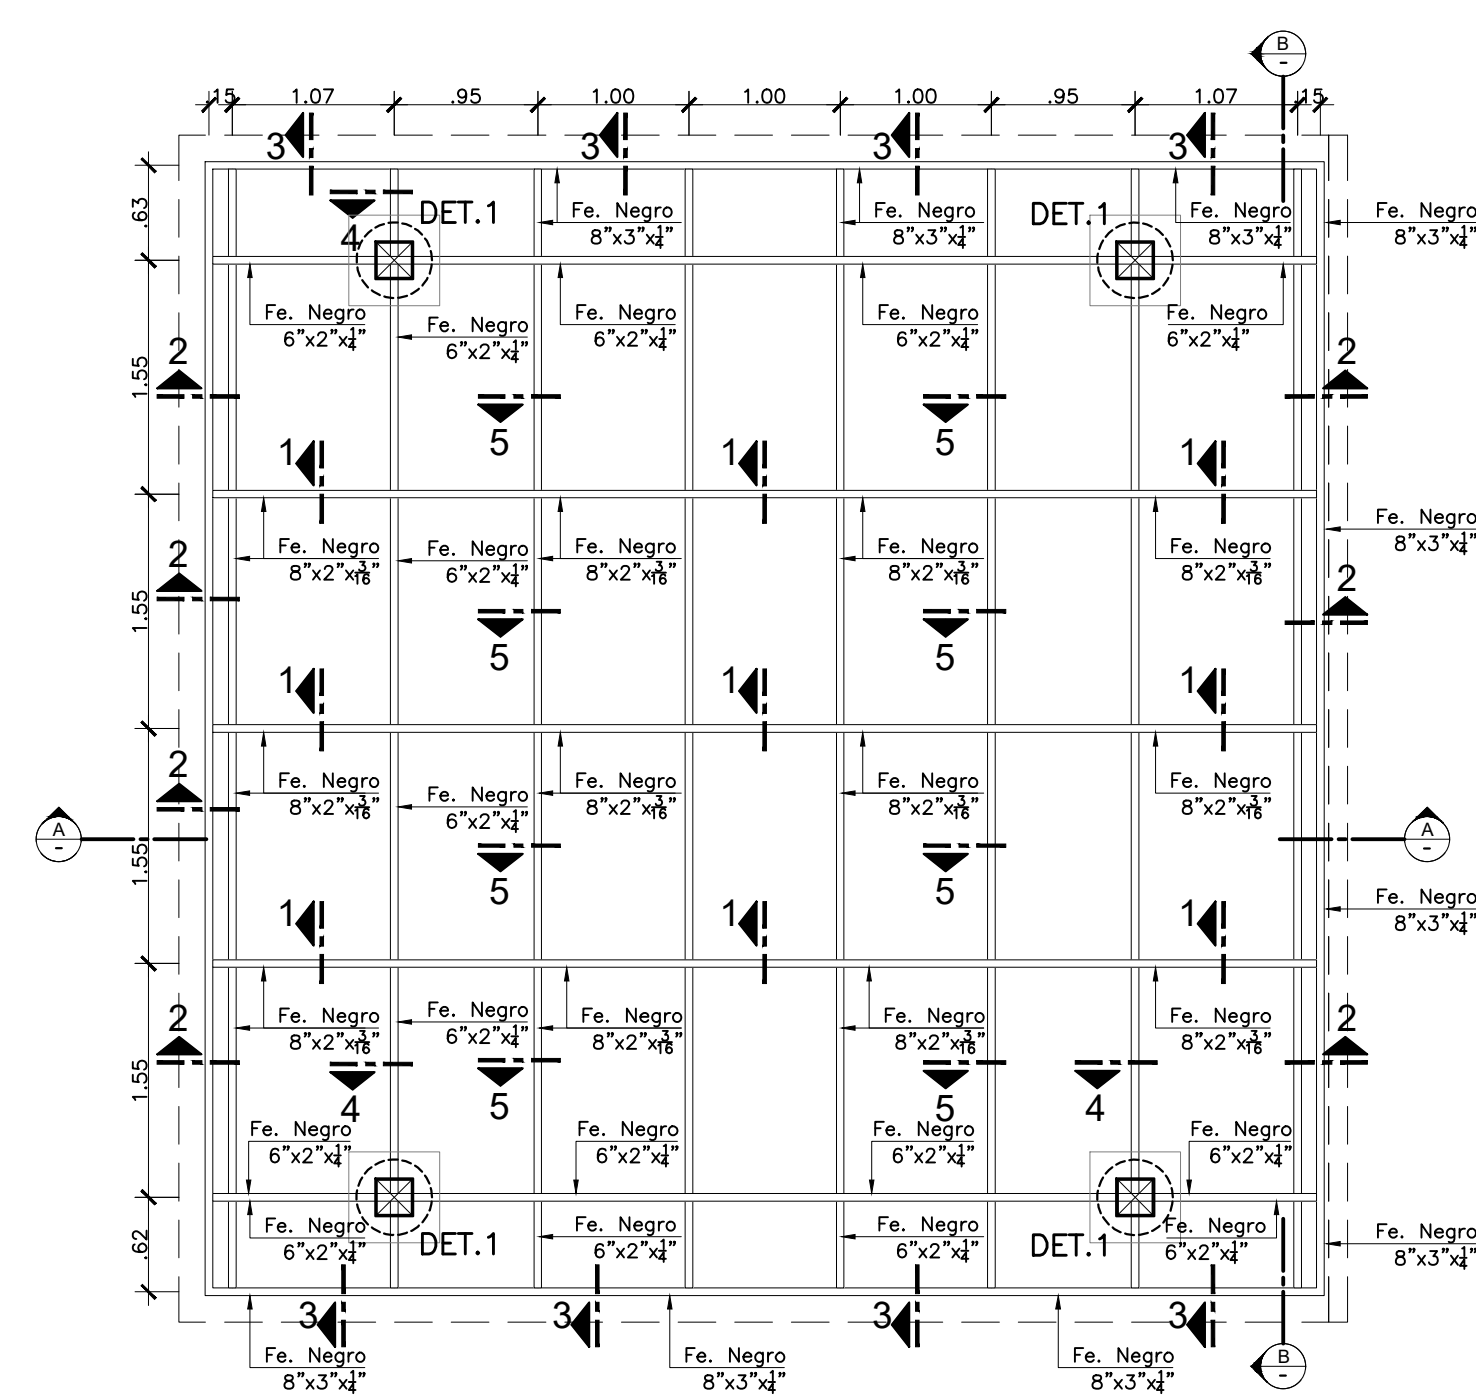 B
-
.15
1.07
.95
1.00
1.00
1.00
.95
1.07
.15
3
3
3
3
.63
4
DET.1
DET.1
Fe. Negro
8"x3"x1/4"
Fe. Negro
8"x3"x1/4"
Fe. Negro
8"x3"x1/4"
Fe. Negro
8"x3"x1/4"
Fe. Negro
6"x2"x1/4"
Fe. Negro
6"x2"x1/4"
Fe. Negro
6"x2"x1/4"
Fe. Negro
6"x2"x1/4"
Fe. Negro
6"x2"x1/4"
2
2
1.55
5
5
1
1
1
Fe. Negro
8"x3"x1/4"
Fe. Negro
8"x2"x3/16"
Fe. Negro
6"x2"x1/4"
Fe. Negro
8"x2"x3/16"
Fe. Negro
8"x2"x3/16"
Fe. Negro
8"x2"x3/16"
2
2
1.55
5
5
1
1
1
2
Fe. Negro
8"x2"x3/16"
Fe. Negro
6"x2"x1/4"
Fe. Negro
8"x2"x3/16"
Fe. Negro
8"x2"x3/16"
Fe. Negro
8"x2"x3/16"
A
-
A
-
1.55
5
5
1
1
1
Fe. Negro
8"x3"x1/4"
Fe. Negro
8"x2"x3/16"
Fe. Negro
6"x2"x1/4"
Fe. Negro
8"x2"x3/16"
Fe. Negro
8"x2"x3/16"
Fe. Negro
8"x2"x3/16"
2
2
1.55
4
5
5
4
Fe. Negro
6"x2"x1/4"
Fe. Negro
6"x2"x1/4"
Fe. Negro
6"x2"x1/4"
Fe. Negro
6"x2"x1/4"
.62
Fe. Negro
6"x2"x1/4"
DET.1
Fe. Negro
6"x2"x1/4"
Fe. Negro
6"x2"x1/4"
DET.1
Fe. Negro
6"x2"x1/4"
Fe. Negro
8"x3"x1/4"
3
3
3
3
Fe. Negro
8"x3"x1/4"
Fe. Negro
8"x3"x1/4"
Fe. Negro
8"x3"x1/4"
B
-